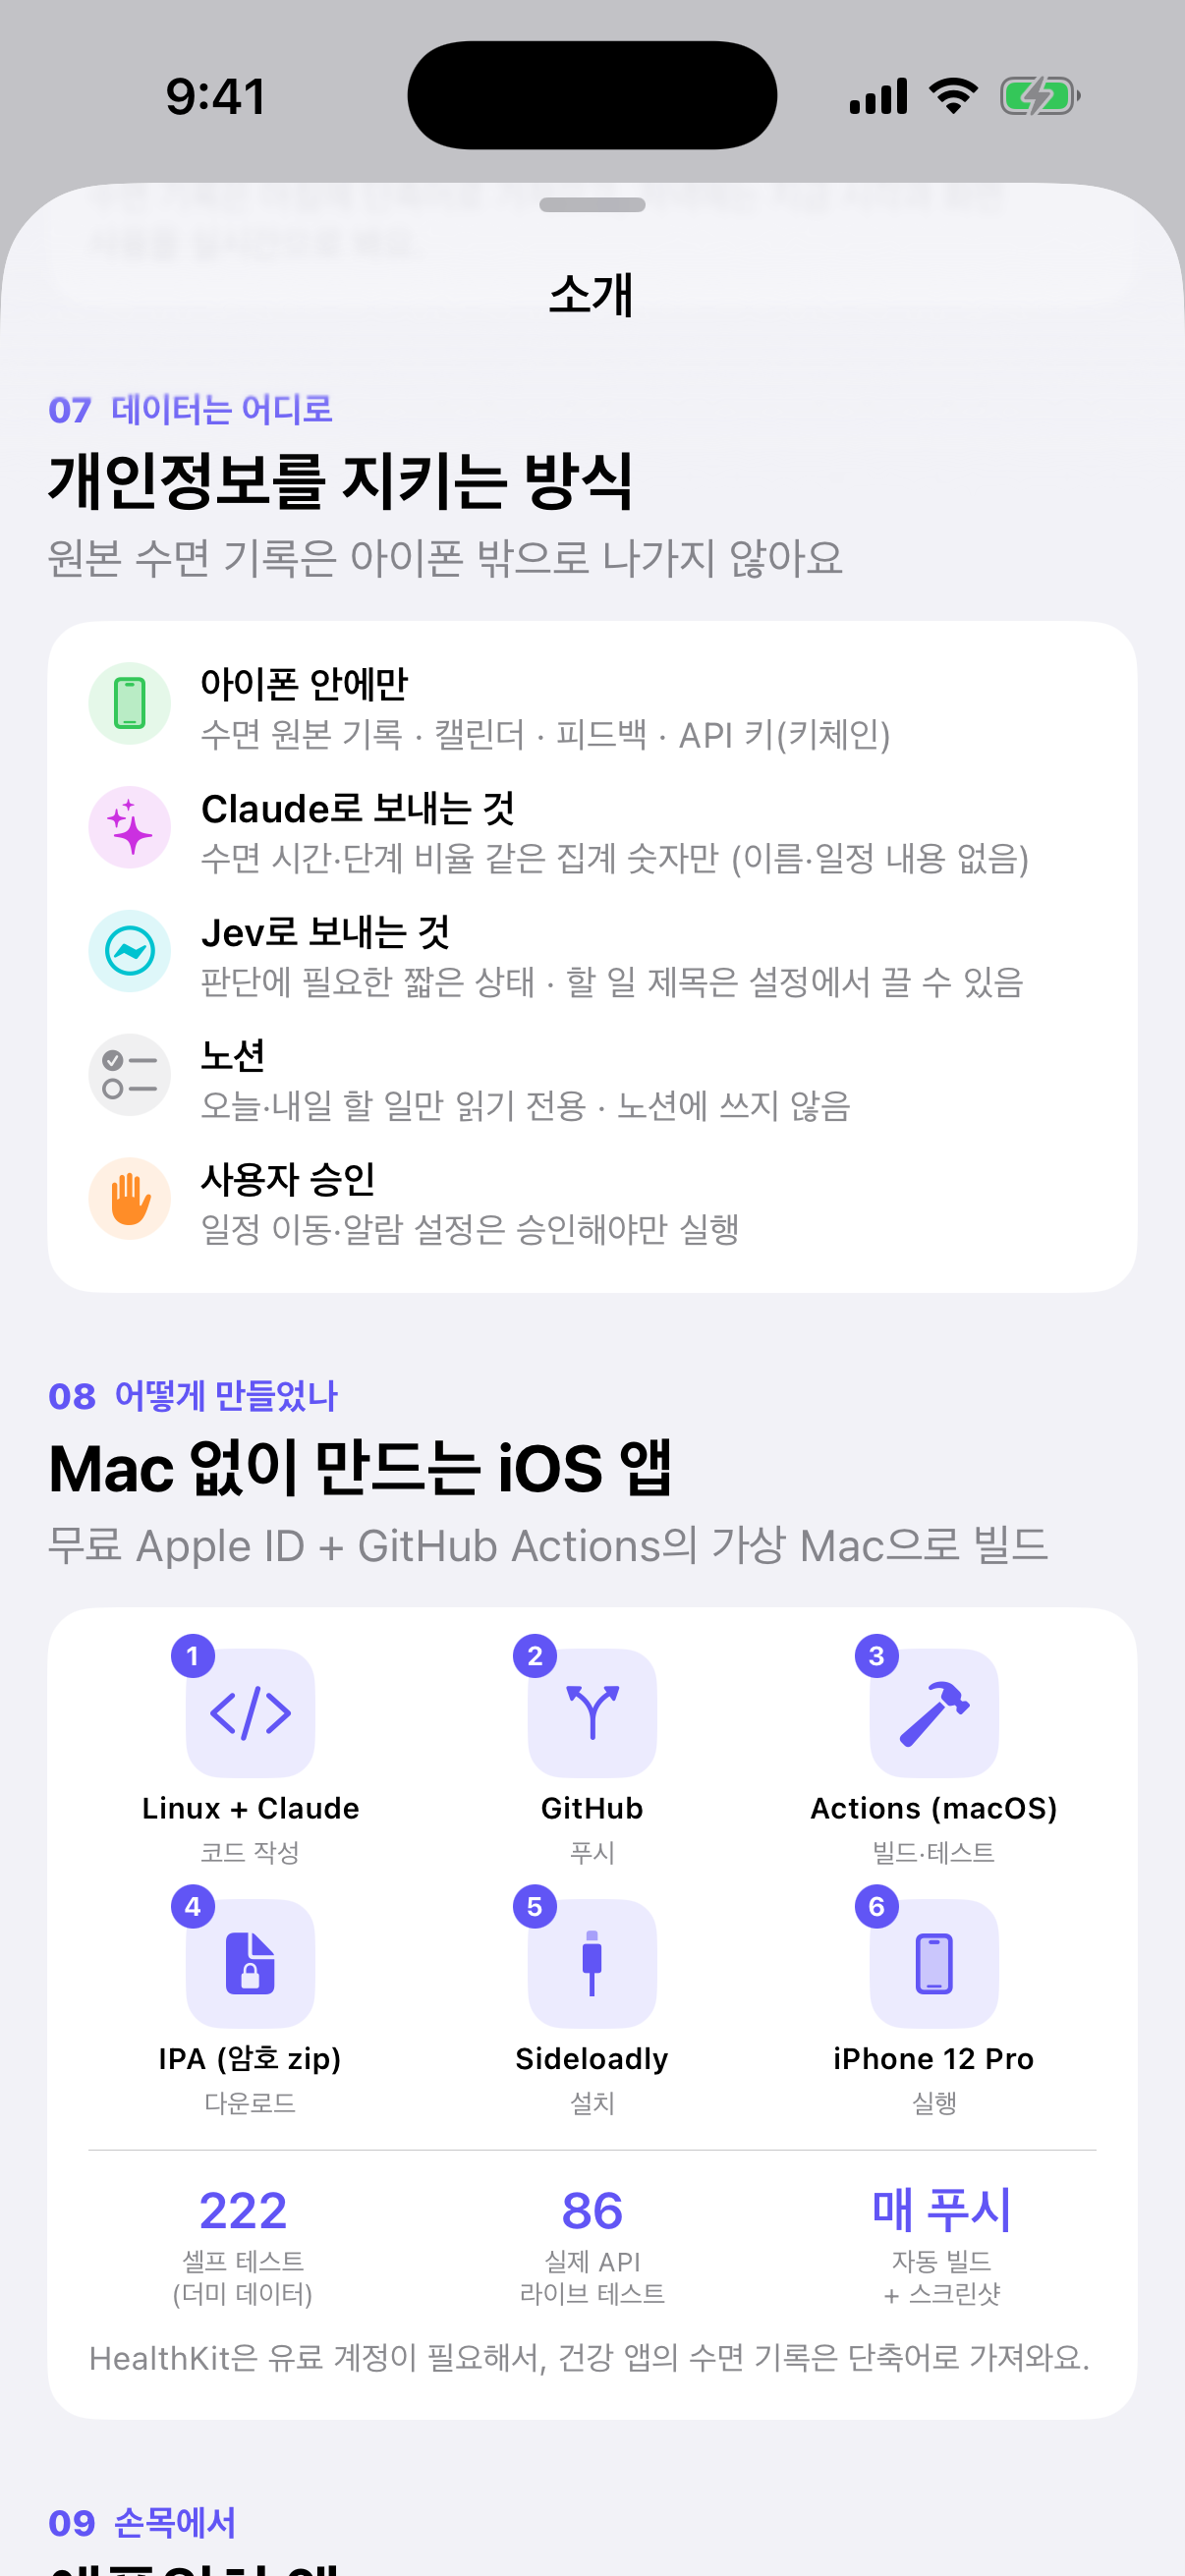 9:41
소개
07 데이터는 어디로
개인정보를 지키는 방식
원본 수면 기록은 아이폰 밖으로 나가지 않아요
아이폰 안에만
수면 원본 기록 · 캘린더 · 피드백 · API 키(키체인)
Claude로 보내는 것
수면 시간·단계 비율 같은 집계 숫자만 (이름·일정 내용 없음)
Jev로 보내는 것
판단에 필요한 짧은 상태 · 할 일 제목은 설정에서 끌 수 있음
노션
오늘·내일 할 일만 읽기 전용 · 노션에 쓰지 않음
사용자 승인
일정 이동·알람 설정은 승인해야만 실행
08 어떻게 만들었나
Mac 없이 만드는 iOS 앱
무료 Apple ID + GitHub Actions의 가상 Mac으로 빌드
1 2 3
Linux + Claude GitHub Actions (macOS)
코드 작성 푸시 빌드·테스트
4 5 6
IPA (암호 zip) Sideloadly iPhone 12 Pro
다운로드 설치 실행
222 86 매 푸시
셀프 테스트 실제 API 자동 빌드
(더미 데이터) 라이브 테스트 + 스크린샷
HealthKit은 유료 계정이 필요해서, 건강 앱의 수면 기록은 단축어로 가져와요.
09 손목에서